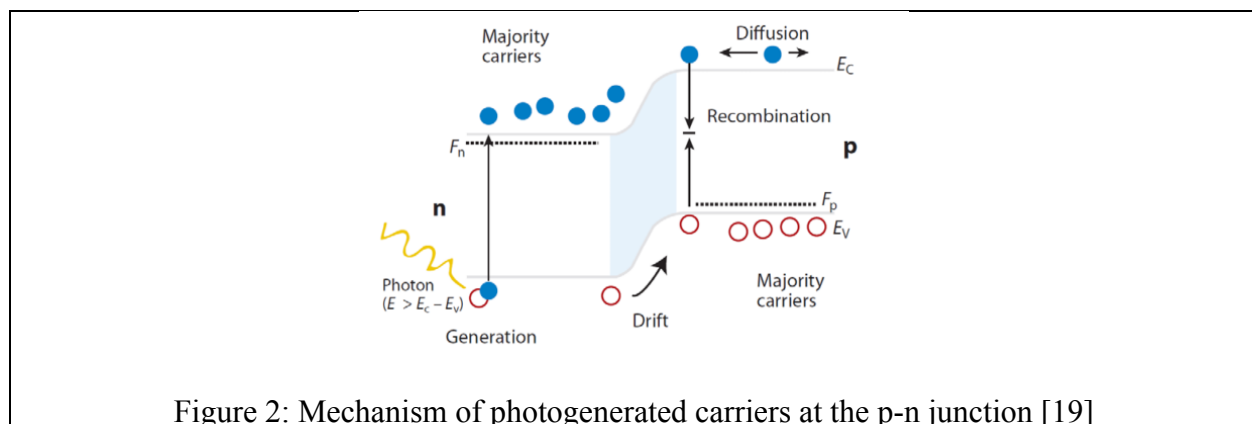 Majority
carriers
Diffusion
E_C
Recombination
F_n
p
n
F_p
E_V
Photon
(E > E_c – E_v)
Generation
Drift
Majority
carriers
Figure 2: Mechanism of photogenerated carriers at the p-n junction [19]